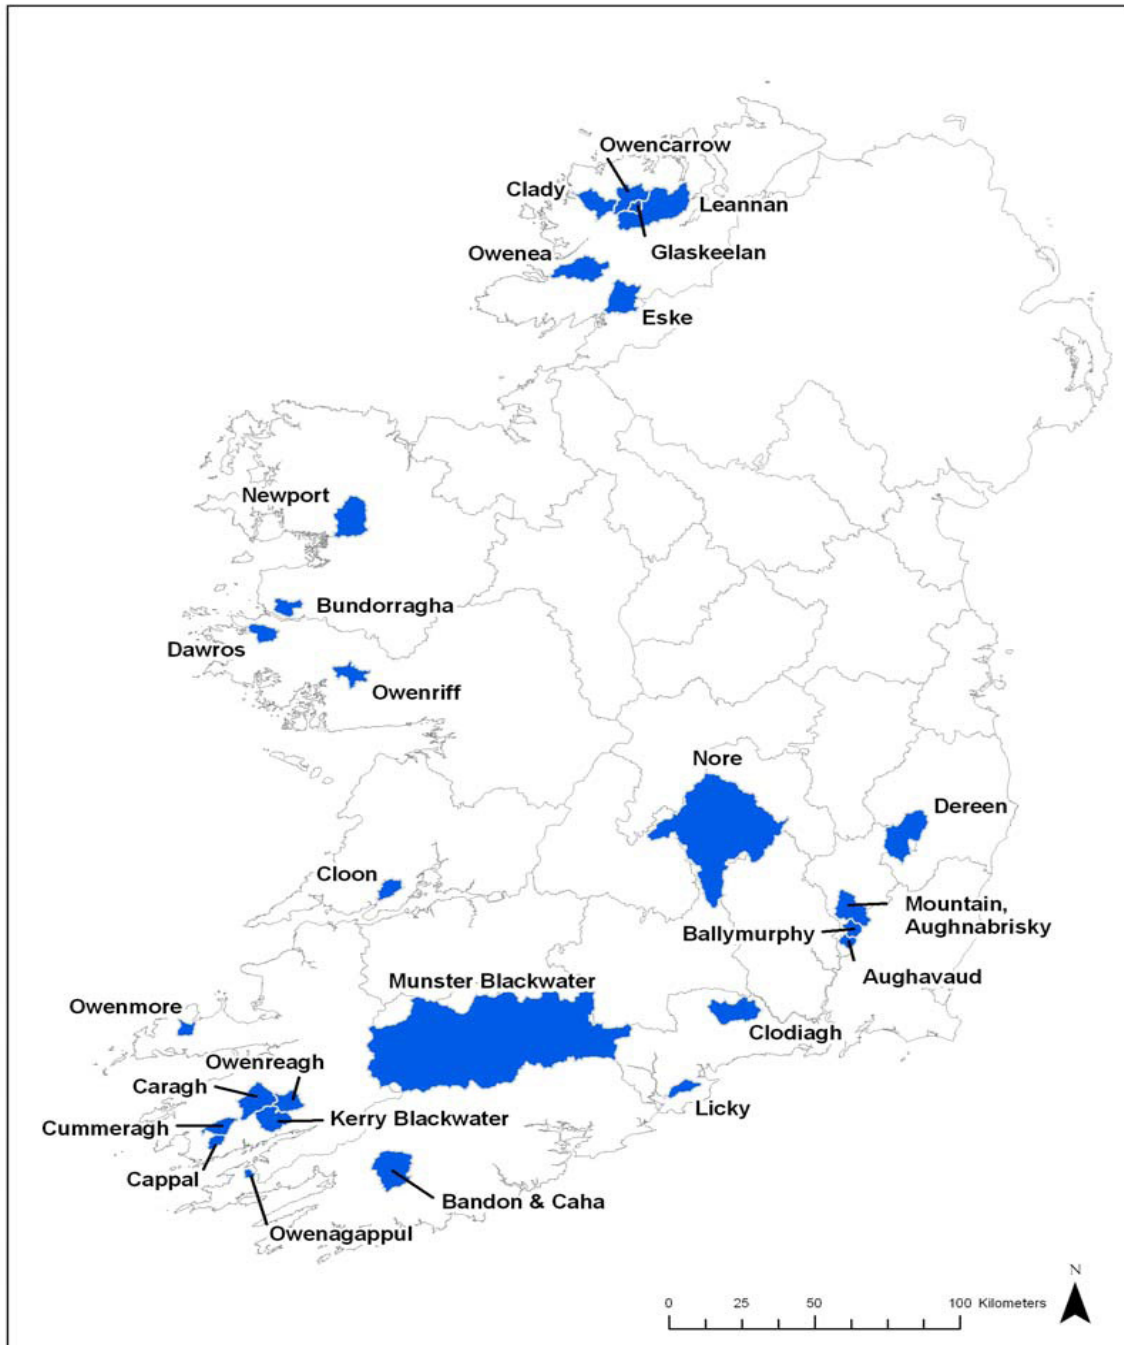 Owencarrow
Clady
Leannan
Owenea
Glaskeelan
Eske
Newport
Bundorragha
Dawros
Owenriff
Nore
Dereen
Cloon
Mountain,
Aughnabrisky
Ballymurphy
Aughavaud
Munster Blackwater
Owenmore
Clodiagh
Owenreagh
Caragh
Licky
Kerry Blackwater
Cummeragh
Cappal
Bandon & Caha
Owenagappul
N
0 25 50 100 Kilometers